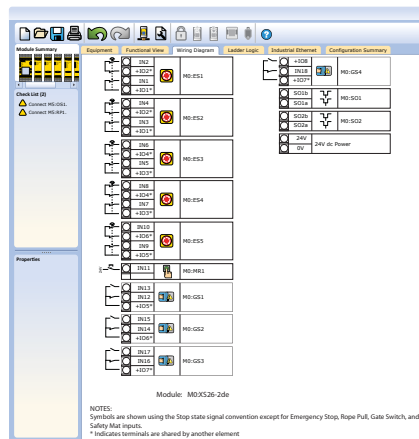 Module Summary
Equipment
Functional View
Wiring Diagram
Ladder Logic
Industrial Ethernet
Configuration Summary
Check List (2)
Connect M5:OS1.
Connect M5:RP1.
Properties
IN2
+IO2*
IN1
+IO1*
M0:ES1
IN4
+IO2*
IN3
+IO1*
M0:ES2
IN6
+IO4*
IN5
+IO3*
M0:ES3
IN8
+IO4*
IN7
+IO3*
M0:ES4
IN10
+IO6*
IN9
+IO5*
M0:ES5
IN11
M0:MR1
IN13
IN12
+IO5*
M0:GS1
IN15
IN14
+IO6*
M0:GS2
IN17
IN16
+IO7*
M0:GS3
+IO8
IN18
+IO7*
M0:GS4
SO1b
SO1a
M0:SO1
SO2b
SO2a
M0:SO2
24V
0V
24V dc Power
Module: M0:XS26-2de
NOTES:
Symbols are shown using the Stop state signal convention except for Emergency Stop, Rope Pull, Gate Switch, and
Safety Mat inputs.
* Indicates terminals are shared by another element